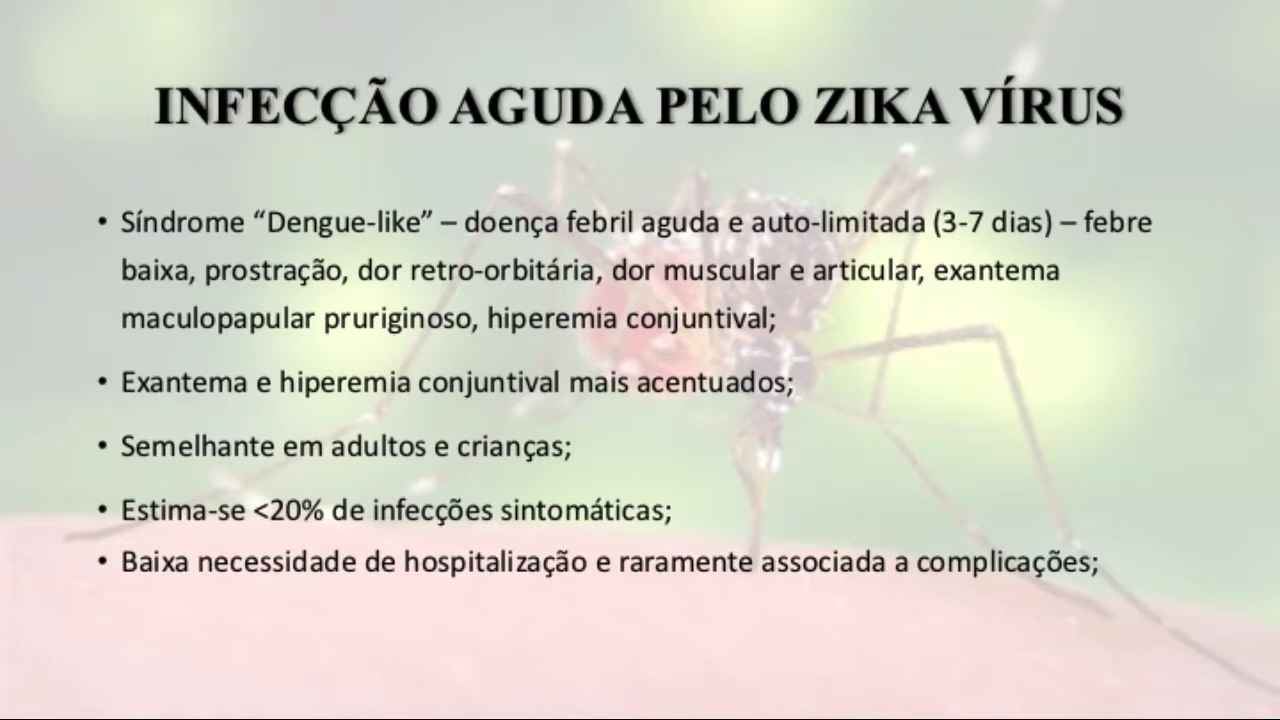 INFECÇÃO AGUDA PELO ZIKA VÍRUS
• Síndrome “Dengue-like” – doença febril aguda e auto-limitada (3-7 dias) – febre
baixa, prostração, dor retro-orbitária, dor muscular e articular, exantema
maculopapular pruriginoso, hiperemia conjuntival;
• Exantema e hiperemia conjuntival mais acentuados;
• Semelhante em adultos e crianças;
• Estima-se <20% de infecções sintomáticas;
• Baixa necessidade de hospitalização e raramente associada a complicações;